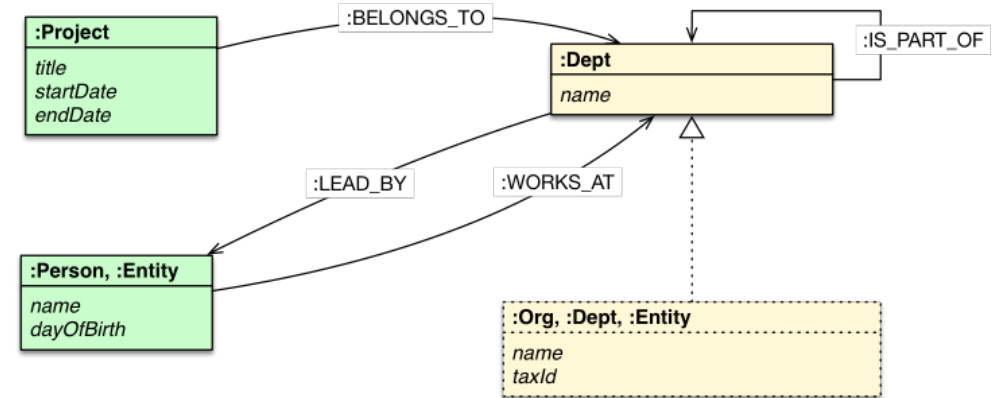 :Project
title
startDate
endDate
:BELONGS_TO
:Dept
name
:IS_PART_OF
:LEAD_BY
:WORKS_AT
:Person, :Entity
name
dayOfBirth
:Org, :Dept, :Entity
name
taxId